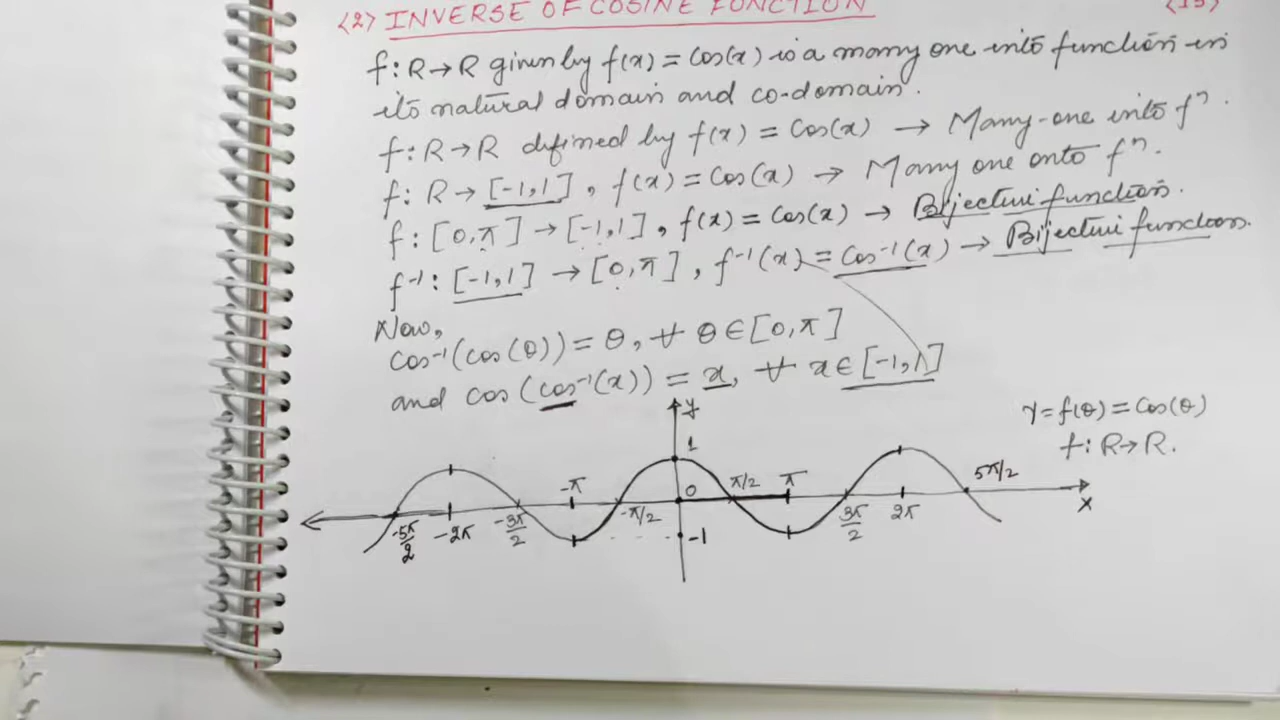 <2> INVERSE OF COSINE FUNCTION <15>
f: R→R given by f(x) = Cos(x) is a many one into function in
its natural domain and co-domain.
f: R→R defined by f(x) = Cos(x) → Many-one into fⁿ.
f: R→[-1,1], f(x) = Cos(x) → Many one onto fⁿ.
f: [0,π]→[-1,1], f(x) = Cos(x) → Bijective function.
f⁻¹: [-1,1] → [0,π], f⁻¹(x) = Cos⁻¹(x) → Bijective function.
Now,
cos⁻¹(cos(θ)) = θ, ∀ θ ∈ [0,π]
and cos(cos⁻¹(x)) = x, ∀ x ∈ [-1,1]
Y = f(θ) = Cos(θ)
f: R→R.
y
1
-π 0 π/2 π 5π/2
-5π/2 -2π -3π/2 -π/2 3π/2 2π X
-1